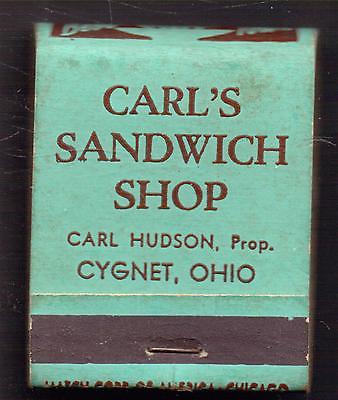 CARL'S
SANDWICH
SHOP
CARL HUDSON, Prop.
CYGNET, OHIO
MATCH CORP. OF AMERICA, CHICAGO